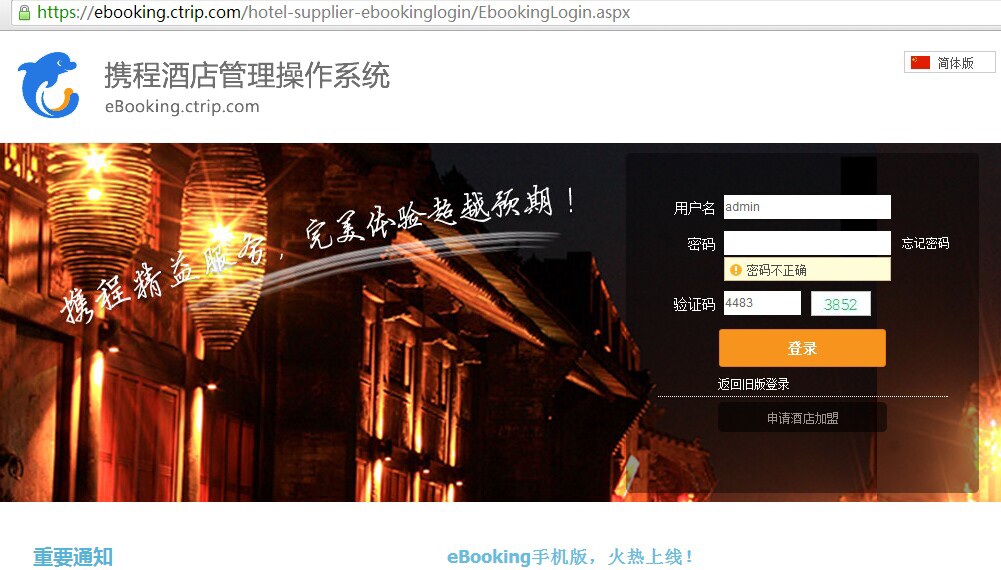 https://ebooking.ctrip.com/hotel-supplier-ebookinglogin/EbookingLogin.aspx
携程酒店管理操作系统
eBooking.ctrip.com
简体版
携程精益服务，完美体验超越预期！
用户名 admin
密码 忘记密码
密码不正确
验证码 4483 3852
登录
返回旧版登录
申请酒店加盟
重要通知
eBooking手机版，火热上线！